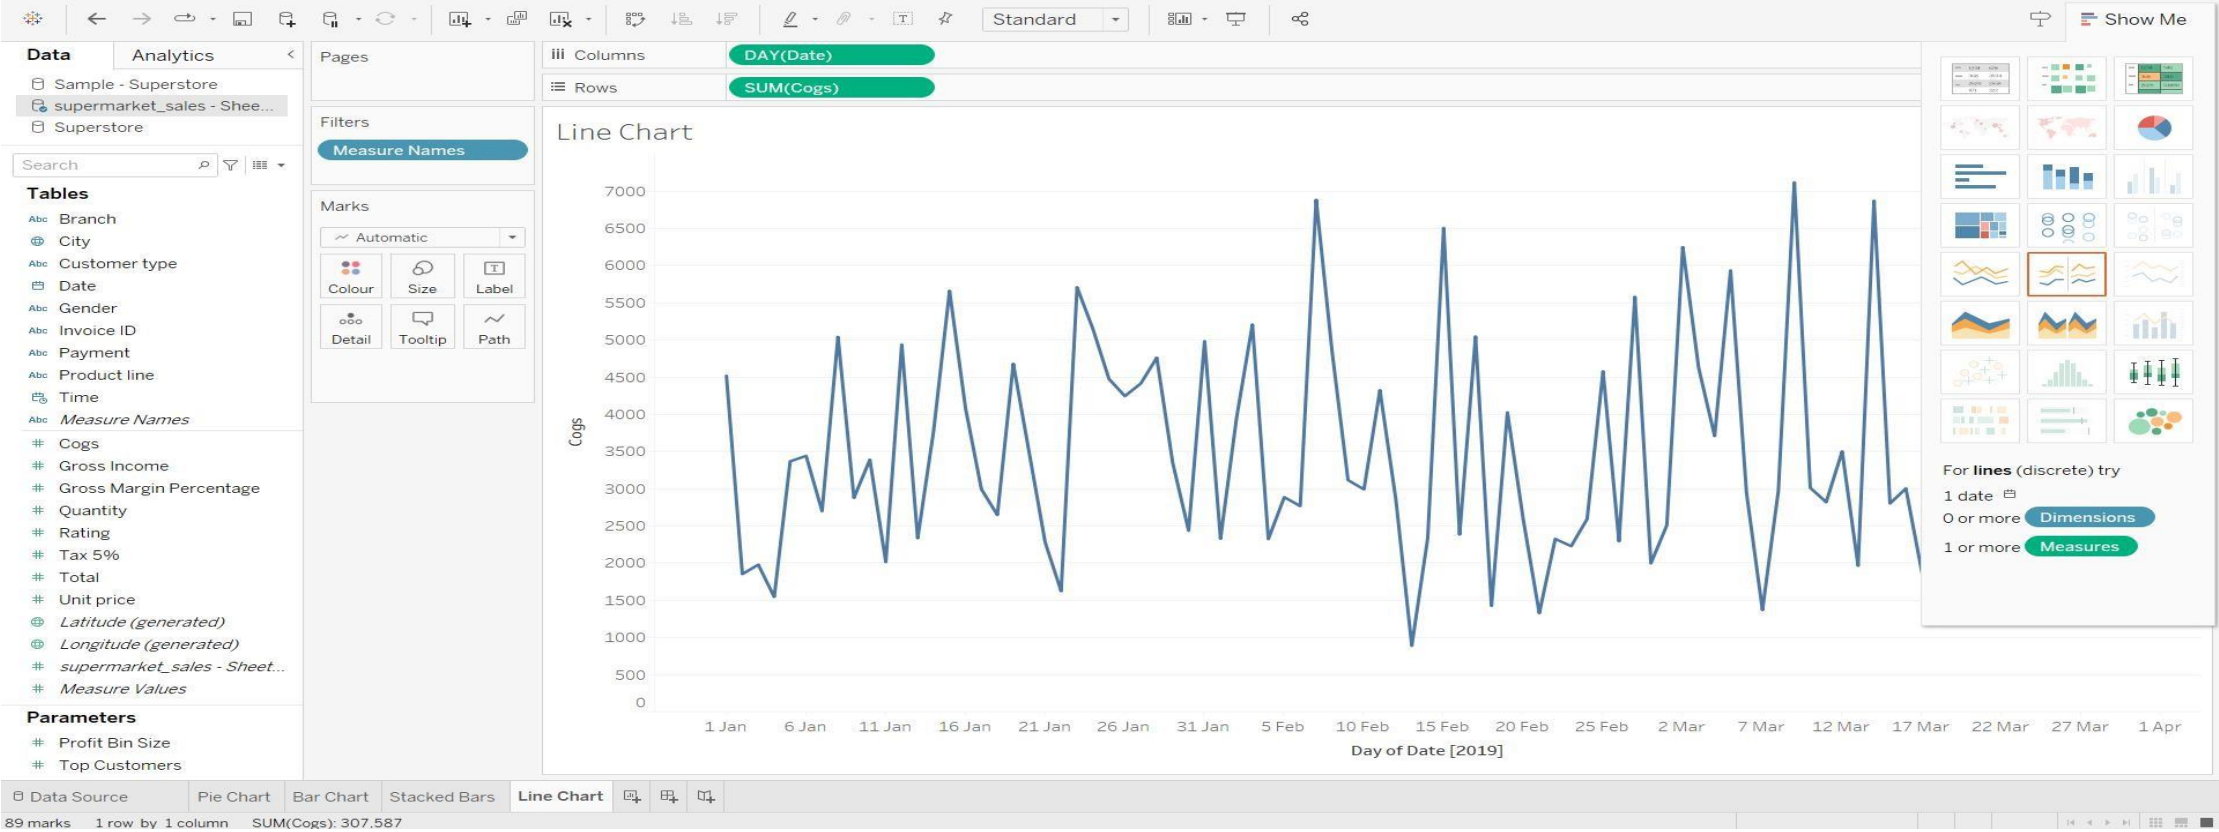 Standard
Show Me
Data
Analytics
Sample - Superstore
supermarket_sales - Shee...
Superstore
Search
Tables
Abc Branch
City
Abc Customer type
Date
Abc Gender
Abc Invoice ID
Abc Payment
Abc Product line
Time
Abc Measure Names
# Cogs
# Gross Income
# Gross Margin Percentage
# Quantity
# Rating
# Tax 5%
# Total
# Unit price
Latitude (generated)
Longitude (generated)
# supermarket_sales - Sheet...
# Measure Values
Parameters
# Profit Bin Size
# Top Customers
Pages
Filters
Measure Names
Marks
Automatic
Colour Size Label
Detail Tooltip Path
Columns DAY(Date)
Rows SUM(Cogs)
Line Chart
Cogs
7000
6500
6000
5500
5000
4500
4000
3500
3000
2500
2000
1500
1000
500
0
1 Jan 6 Jan 11 Jan 16 Jan 21 Jan 26 Jan 31 Jan 5 Feb 10 Feb 15 Feb 20 Feb 25 Feb 2 Mar 7 Mar 12 Mar 17 Mar 22 Mar 27 Mar 1 Apr
Day of Date [2019]
For lines (discrete) try
1 date
0 or more Dimensions
1 or more Measures
Data Source Pie Chart Bar Chart Stacked Bars Line Chart
89 marks 1 row by 1 column SUM(Cogs): 307,587